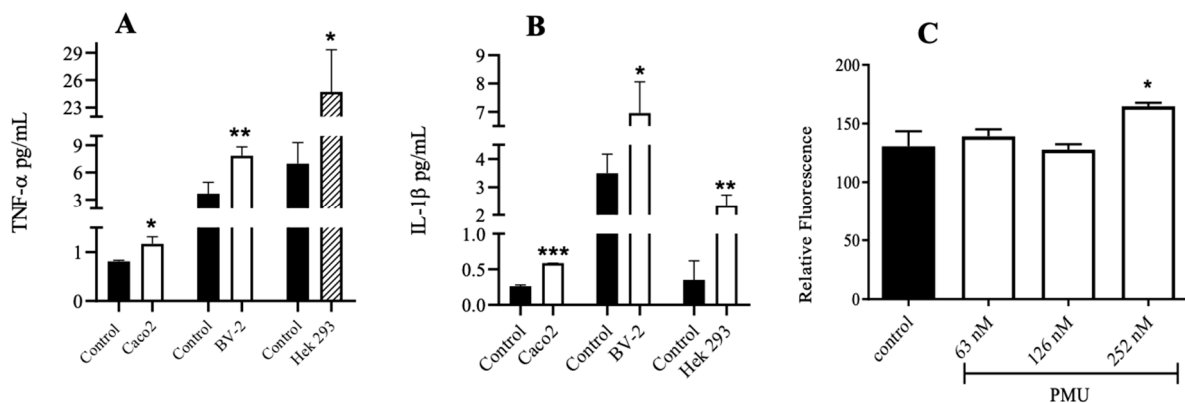 A
TNF-α pg/mL
29
26
23
9
6
3
1
0
*
**
*
Control
Caco2
Control
BV-2
Control
Hek 293
B
IL-1β pg/mL
9
8
7
6
4
3
2
1.0
0.5
0.0
***
*
**
Control
Caco2
Control
BV-2
Control
Hek 293
C
Relative Fluorescence
200
150
100
50
0
*
control
63 nM
126 nM
252 nM
PMU